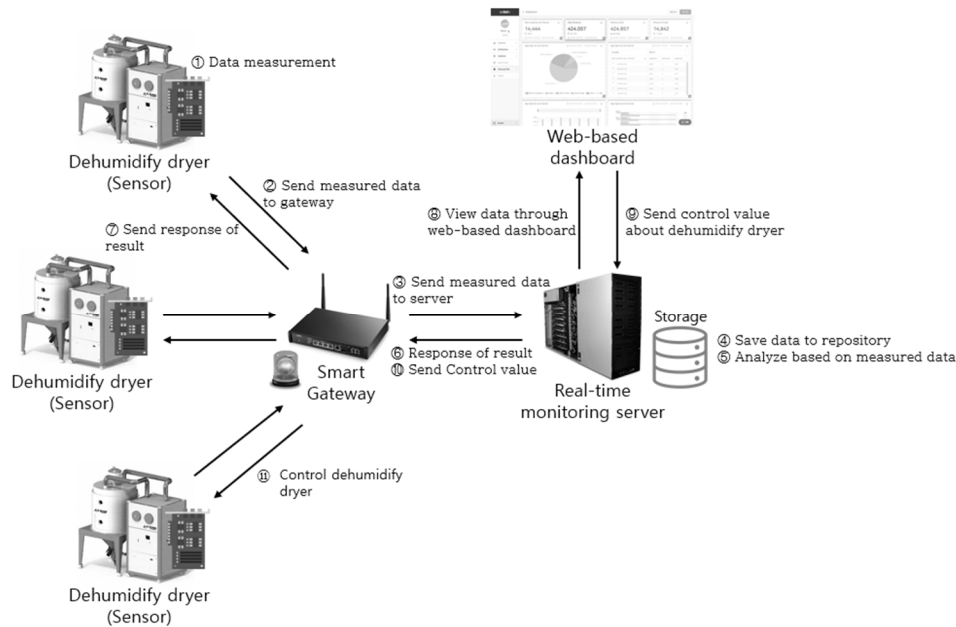 ① Data measurement
Dehumidify dryer
(Sensor)
② Send measured data
to gateway
⑦ Send response of
result
Web-based
dashboard
⑧ View data through
web-based dashboard
⑨ Send control value
about dehumidify dryer
Dehumidify dryer
(Sensor)
③ Send measured data
to server
⑥ Response of result
⑩ Send Control value
Smart
Gateway
Storage
④ Save data to repository
⑤ Analyze based on measured data
Real-time
monitoring server
⑪ Control dehumidify
dryer
Dehumidify dryer
(Sensor)